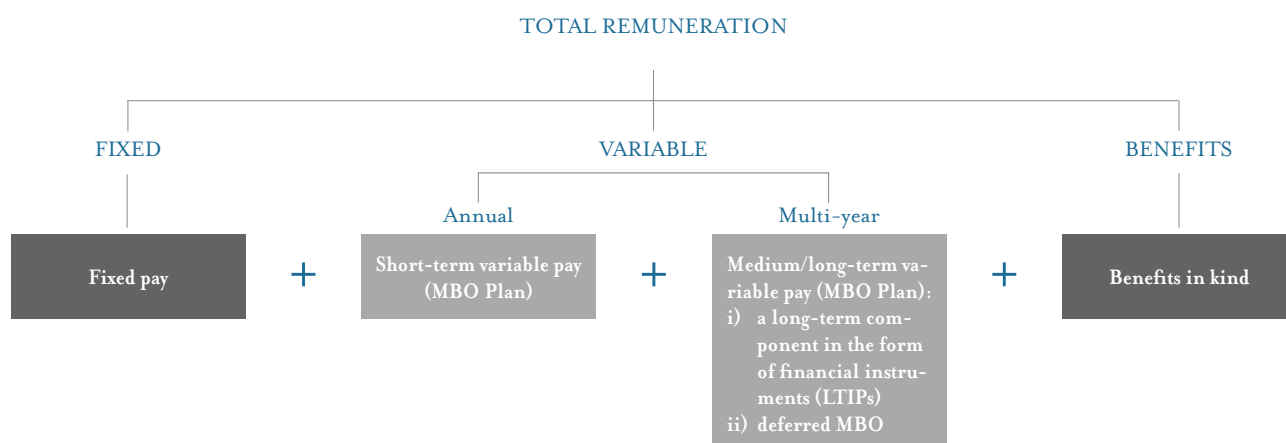 TOTAL REMUNERATION
FIXED
VARIABLE
BENEFITS
Annual
Multi-year
Fixed pay
+
Short-term variable pay
(MBO Plan)
+
Medium/long-term va-
riable pay (MBO Plan):
i) a long-term com-
ponent in the form
of financial instru-
ments (LTIPs)
ii) deferred MBO
+
Benefits in kind